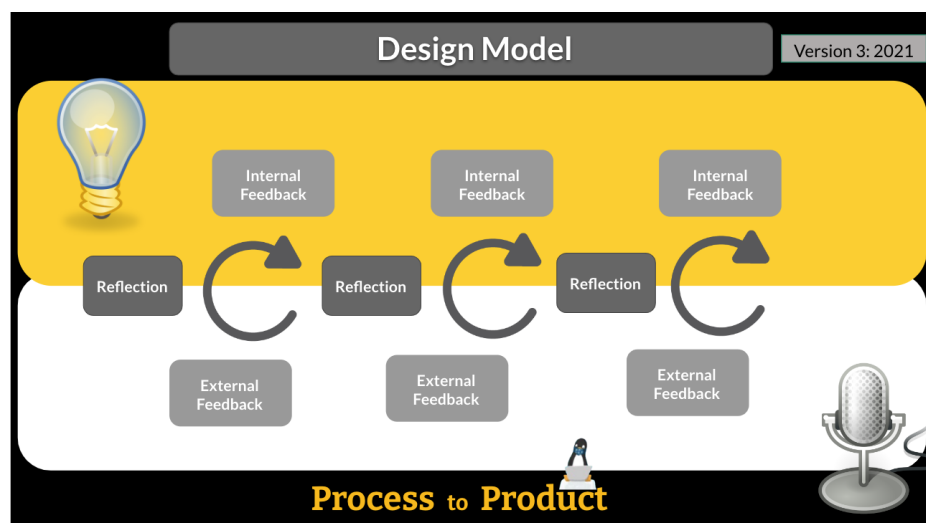 Design Model
Version 3: 2021
Internal
Feedback
Internal
Feedback
Internal
Feedback
Reflection
Reflection
Reflection
External
Feedback
External
Feedback
External
Feedback
Process to Product